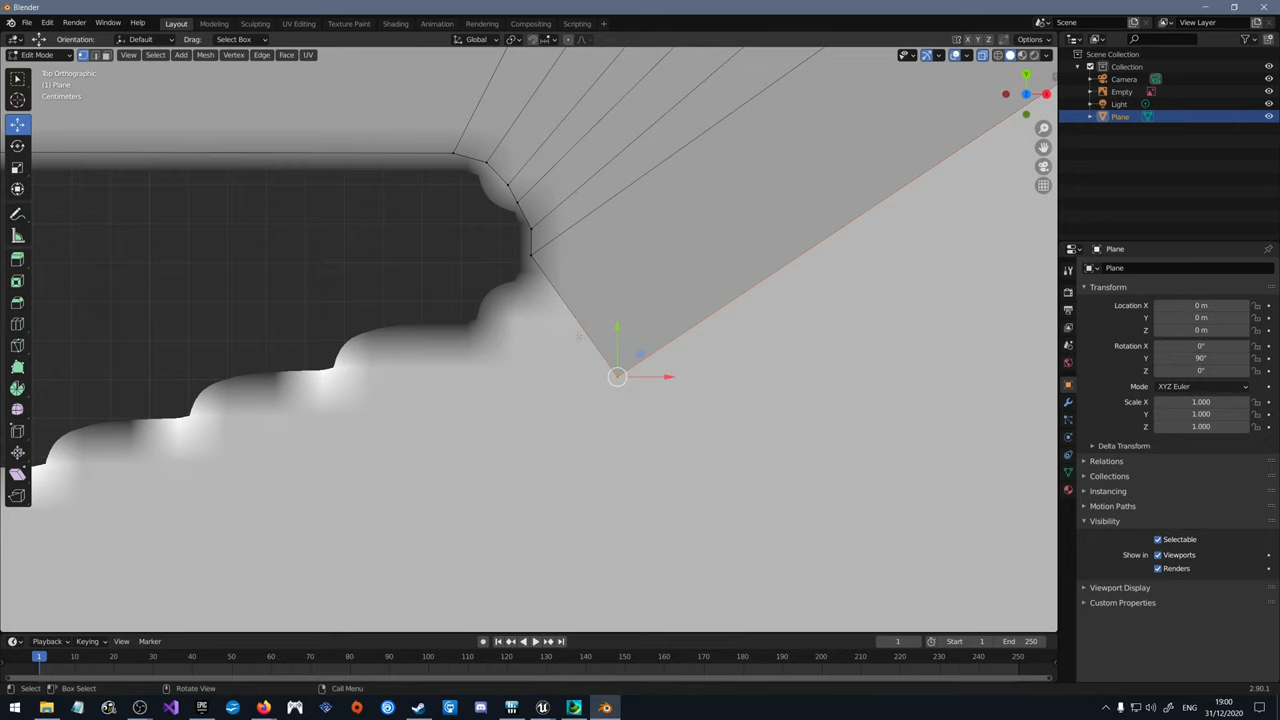 Blender
File Edit Render Window Help Layout Modeling Sculpting UV Editing Texture Paint Shading Animation Rendering Compositing Scripting + Scene View Layer
Orientation: Default Drag: Select Box Global X Y Z Options
Edit Mode View Select Add Mesh Vertex Edge Face UV
Top Orthographic
(1) Plane
Centimeters
Y
Z
X
Scene Collection
Collection
Camera
Empty
Light
Plane
Plane
Plane
Transform
Location X 0 m
Y 0 m
Z 0 m
Rotation X 0°
Y 90°
Z 0°
Mode XYZ Euler
Scale X 1.000
Y 1.000
Z 1.000
Delta Transform
Relations
Collections
Instancing
Motion Paths
Visibility
Selectable
Show in Viewports
Renders
Viewport Display
Custom Properties
Playback Keying View Marker 1 Start 1 End 250
1 10 20 30 40 50 60 70 80 90 100 110 120 130 140 150 160 170 180 190 200 210 220 230 240 250
Select Box Select Rotate View Call Menu 2.90.1
ENG 19:00
31/12/2020